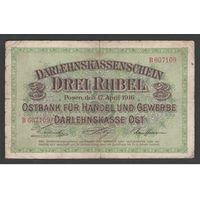 DARLEHNSKASSENSCHEIN
DREI RUBEL
Posen, den 17. April 1916
B 607109
OSTBANK FÜR HANDEL UND GEWERBE
B 607109
DARLEHNSKASSE OST